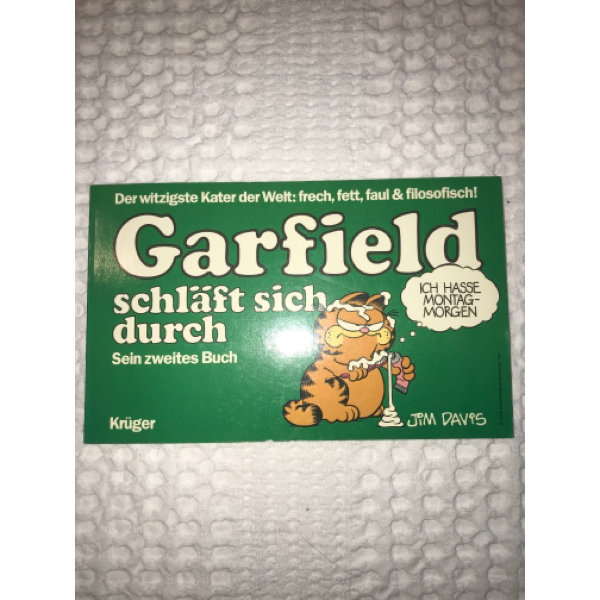 Der witzigste Kater der Welt: frech, fett, faul & filosofisch!
Garfield
schläft sich
durch
Sein zweites Buch
ICH HASSE
MONTAG-
MORGEN
Krüger
JIM DAVIS